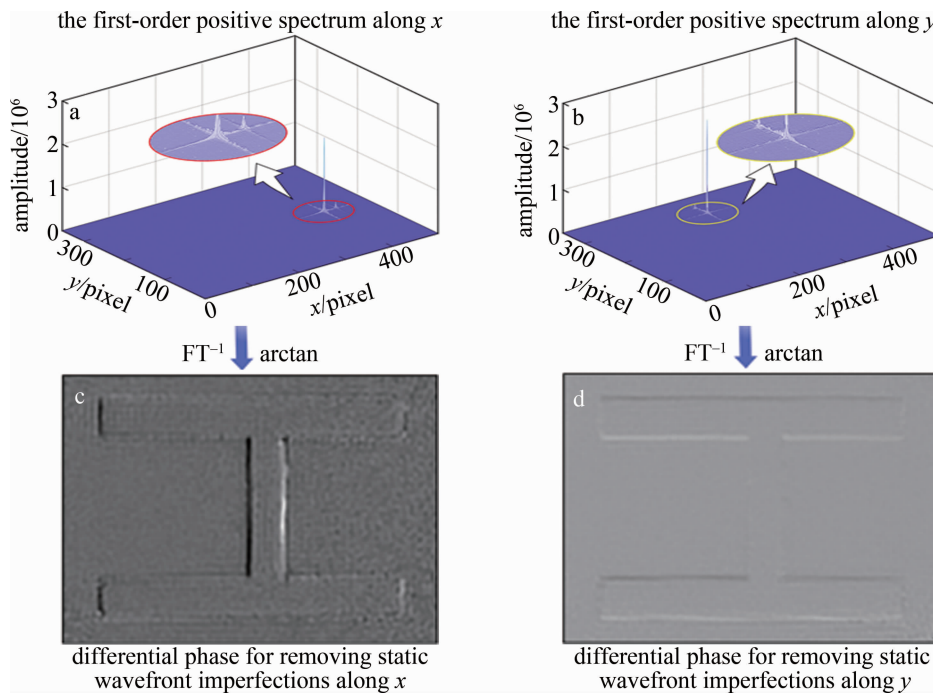 the first-order positive spectrum along x
the first-order positive spectrum along y
3
a
2
1
0
amplitude/10⁶
300
100
y/pixel
0
200
400
x/pixel
3
b
2
1
0
amplitude/10⁶
300
100
y/pixel
0
200
400
x/pixel
FT⁻¹ arctan
FT⁻¹ arctan
c
d
differential phase for removing static
wavefront imperfections along x
differential phase for removing static
wavefront imperfections along y